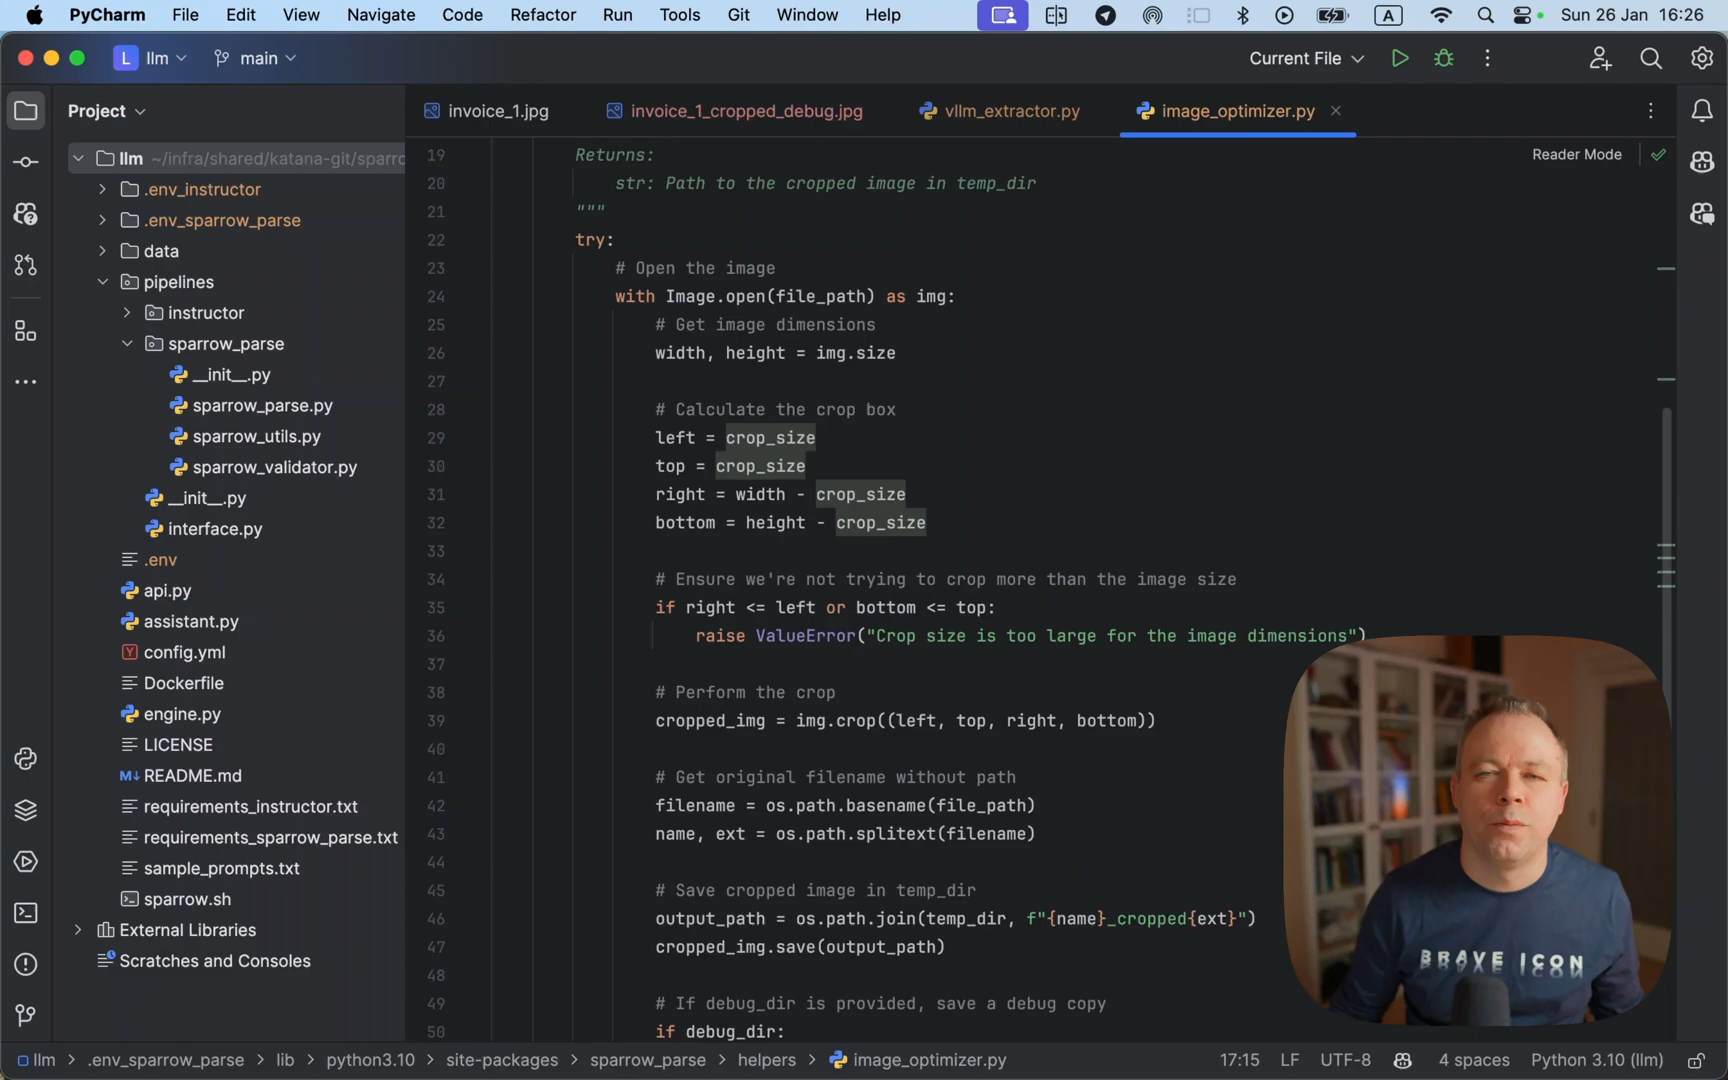 PyCharm File Edit View Navigate Code Refactor Run Tools Git Window Help A Sun 26 Jan 16:26
L llm main Current File
Project
invoice_1.jpg invoice_1_cropped_debug.jpg vllm_extractor.py image_optimizer.py
Reader Mode
llm ~/infra/shared/katana-git/sparrc
.env_instructor
.env_sparrow_parse
data
pipelines
instructor
sparrow_parse
__init__.py
sparrow_parse.py
sparrow_utils.py
sparrow_validator.py
__init__.py
interface.py
.env
api.py
assistant.py
Y config.yml
Dockerfile
engine.py
LICENSE
M↓ README.md
requirements_instructor.txt
requirements_sparrow_parse.txt
sample_prompts.txt
sparrow.sh
External Libraries
Scratches and Consoles
19 Returns:
20 str: Path to the cropped image in temp_dir
21 """
22 try:
23 # Open the image
24 with Image.open(file_path) as img:
25 # Get image dimensions
26 width, height = img.size
27
28 # Calculate the crop box
29 left = crop_size
30 top = crop_size
31 right = width - crop_size
32 bottom = height - crop_size
33
34 # Ensure we're not trying to crop more than the image size
35 if right <= left or bottom <= top:
36 raise ValueError("Crop size is too large for the image dimensions")
37
38 # Perform the crop
39 cropped_img = img.crop((left, top, right, bottom))
40
41 # Get original filename without path
42 filename = os.path.basename(file_path)
43 name, ext = os.path.splitext(filename)
44
45 # Save cropped image in temp_dir
46 output_path = os.path.join(temp_dir, f"{name}_cropped{ext}")
47 cropped_img.save(output_path)
48
49 # If debug_dir is provided, save a debug copy
50 if debug_dir:
BRAVE ICON
llm > .env_sparrow_parse > lib > python3.10 > site-packages > sparrow_parse > helpers > image_optimizer.py 17:15 LF UTF-8 4 spaces Python 3.10 (llm)